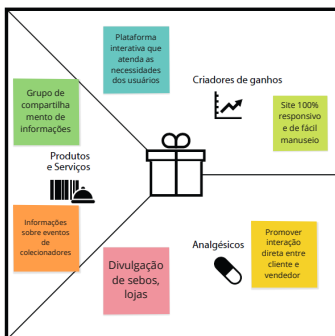 Plataforma
interativa que
atenda as
necessidades
dos usuários
Criadores de ganhos
Grupo de
compartilha
mento de
informações
Site 100%
responsivo
e de fácil
manuseio
Produtos
e Serviços
Informações
sobre eventos
de
colecionadores
Divulgação
de sebos,
lojas
Analgésicos
Promover
interação
direta entre
cliente e
vendedor